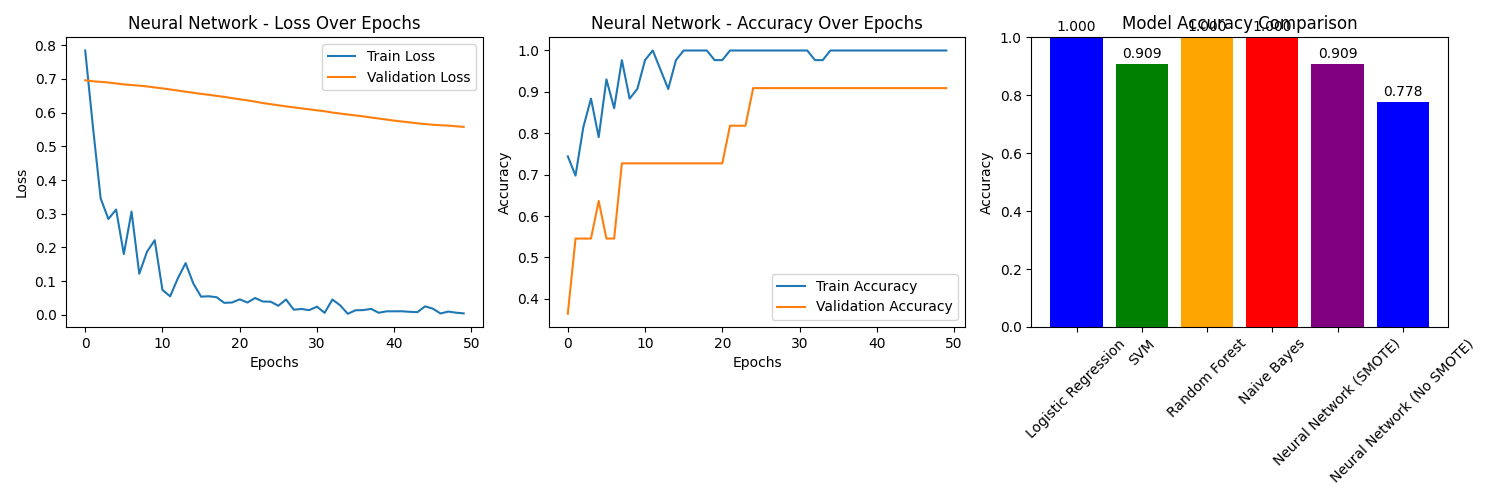 Neural Network - Loss Over Epochs
0.8
0.7
0.6
0.5
0.4
0.3
0.2
0.1
0.0
Loss
0 10 20 30 40 50
Epochs
Train Loss
Validation Loss
Neural Network - Accuracy Over Epochs
1.0
0.9
0.8
0.7
0.6
0.5
0.4
Accuracy
0 10 20 30 40 50
Epochs
Train Accuracy
Validation Accuracy
Model Accuracy Comparison
1.0
0.8
0.6
0.4
0.2
0.0
Accuracy
1.000
0.909
1.000
1.000
0.909
0.778
Logistic Regression
SVM
Random Forest
Naive Bayes
Neural Network (SMOTE)
Neural Network (No SMOTE)